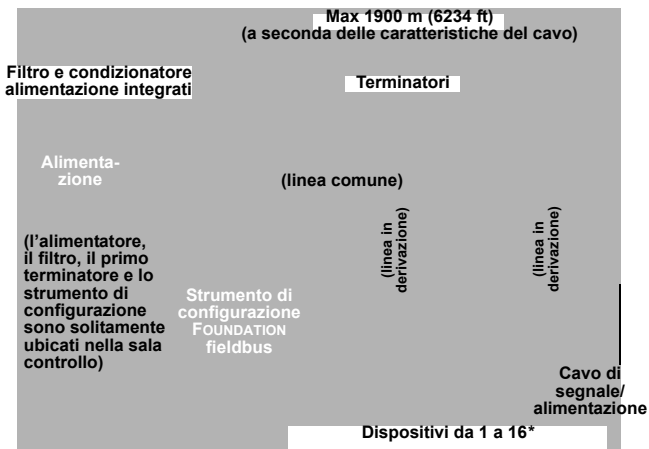 Max 1900 m (6234 ft)
(a seconda delle caratteristiche del cavo)
Filtro e condizionatore
alimentazione integrati
Terminatori
Alimenta-
zione
(linea comune)
(l'alimentatore,
il filtro, il primo
terminatore e lo
strumento di
configurazione
sono solitamente
ubicati nella sala
controllo)
(linea in
derivazione)
(linea in
derivazione)
Strumento di
configurazione
FOUNDATION
fieldbus
Cavo di
segnale/
alimentazione
Dispositivi da 1 a 16*